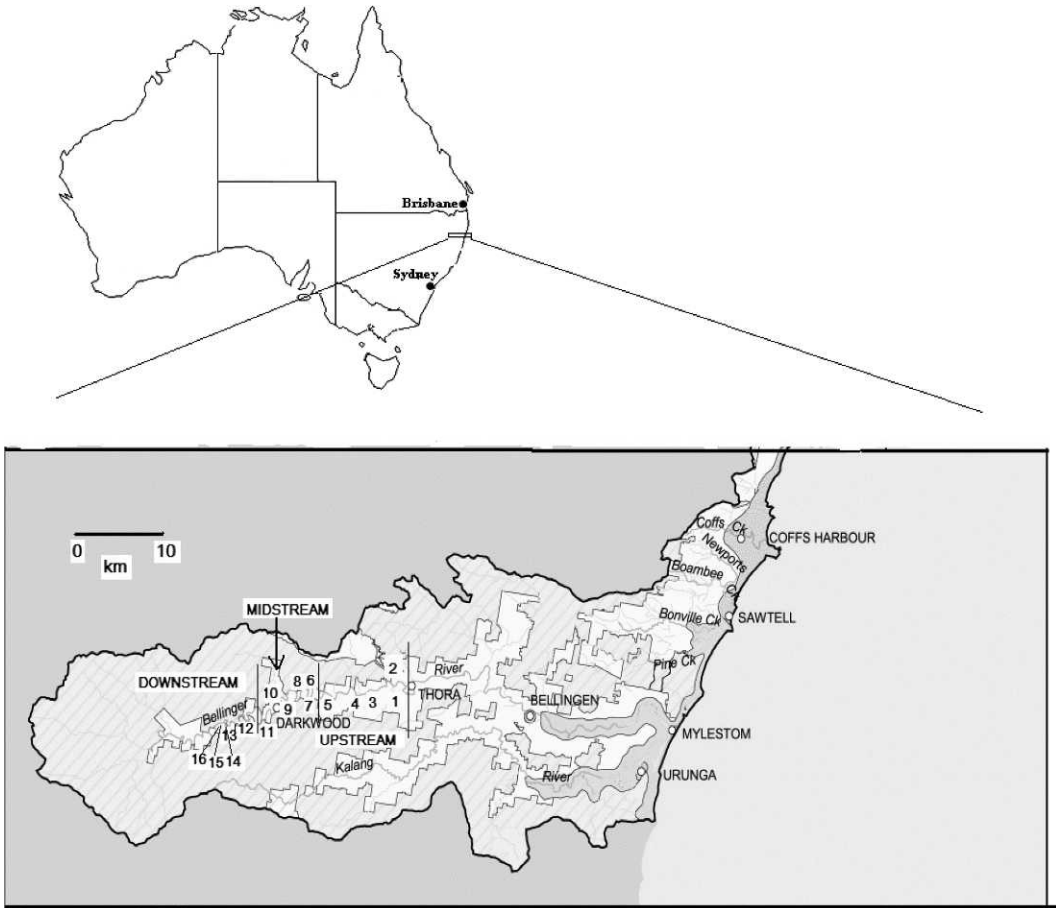 Brisbane
Sydney
0 10
km
Coffs Ck
COFFS HARBOUR
Newports
Ck
Boambee
Bonville Ck
SAWTELL
Pine Ck
MIDSTREAM
DOWNSTREAM
2
River
10
8 6
THORA
BELLINGEN
Bellinger
9 7 5 4 3 1
DARKWOOD
MYLESTOM
13 12 11
UPSTREAM
16 15 14
Kalang
River
URUNGA